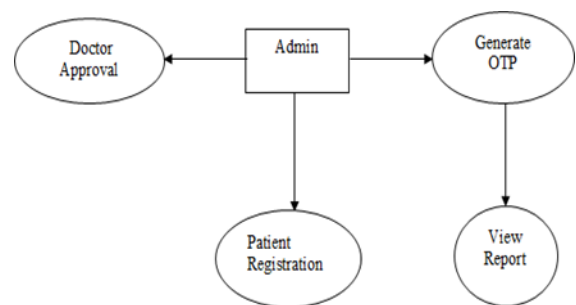 Doctor
Approval
Admin
Generate
OTP
Patient
Registration
View
Report